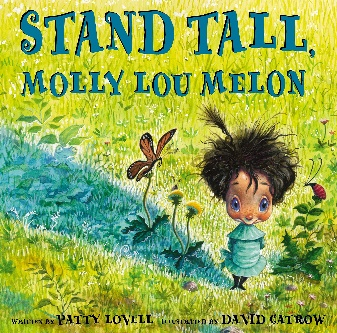 STAND TALL,
MOLLY LOU MELON
WRITTEN BY PATTY LOVELL ILLUSTRATED BY DAVID CATROW